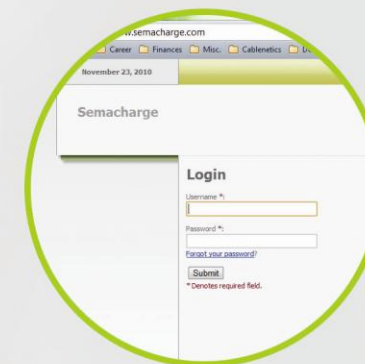 w.semacharge.com
Career Finances Misc. Cablenetics
November 23, 2010
Semacharge
Login
Username *:
Password *:
Forgot your password?
Submit
* Denotes required field.